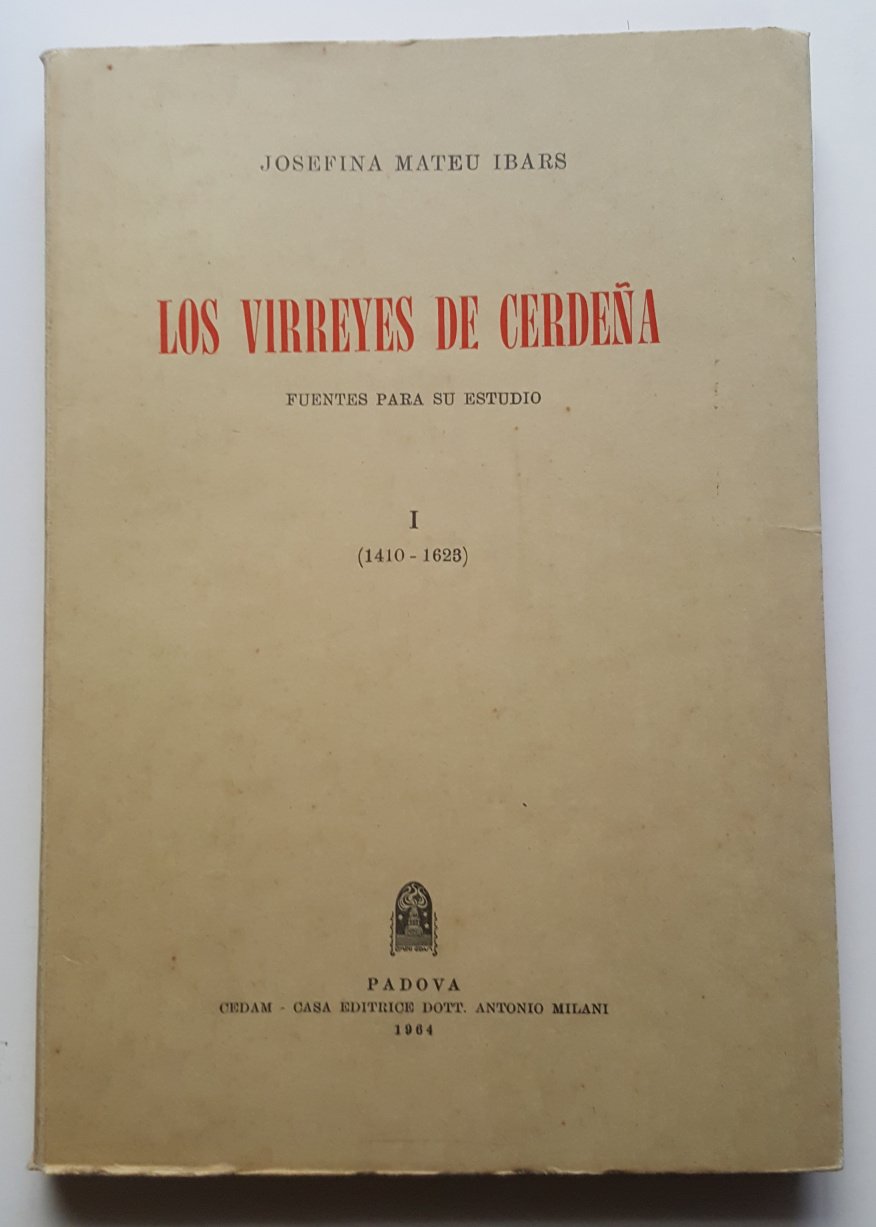 JOSEFINA MATEU IBARS
LOS VIRREYES DE CERDEÑA
FUENTES PARA SU ESTUDIO
I
(1410 - 1623)
PADOVA
CEDAM - CASA EDITRICE DOTT. ANTONIO MILANI
1964